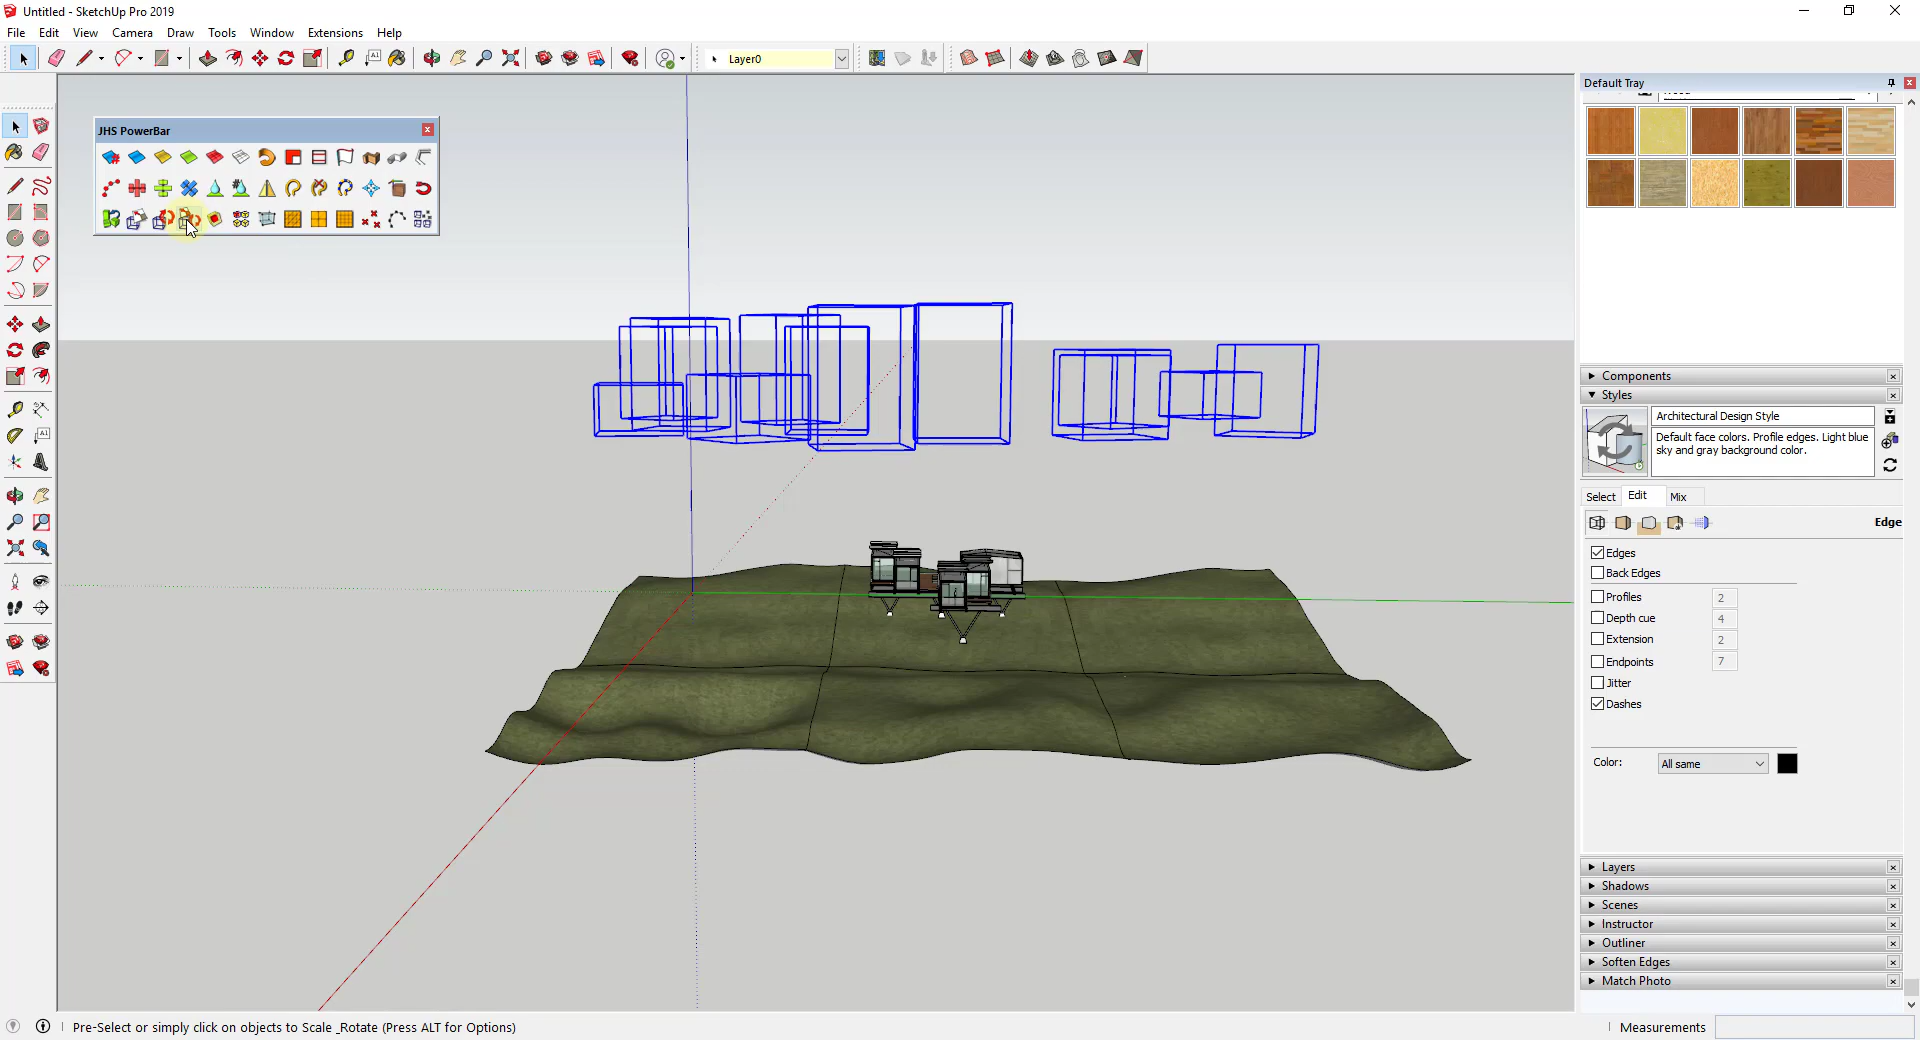 Untitled - SketchUp Pro 2019
File Edit View Camera Draw Tools Window Extensions Help
Layer0
Default Tray
JHS PowerBar
Components
Styles
Architectural Design Style
Default face colors. Profile edges. Light blue
sky and gray background color.
Select Edit Mix
Edge
Edges
Back Edges
Profiles 2
Depth cue 4
Extension 2
Endpoints 7
Jitter
Dashes
Color: All same
Layers
Shadows
Scenes
Instructor
Outliner
Soften Edges
Match Photo
Pre-Select or simply click on objects to Scale _Rotate (Press ALT for Options)
Measurements